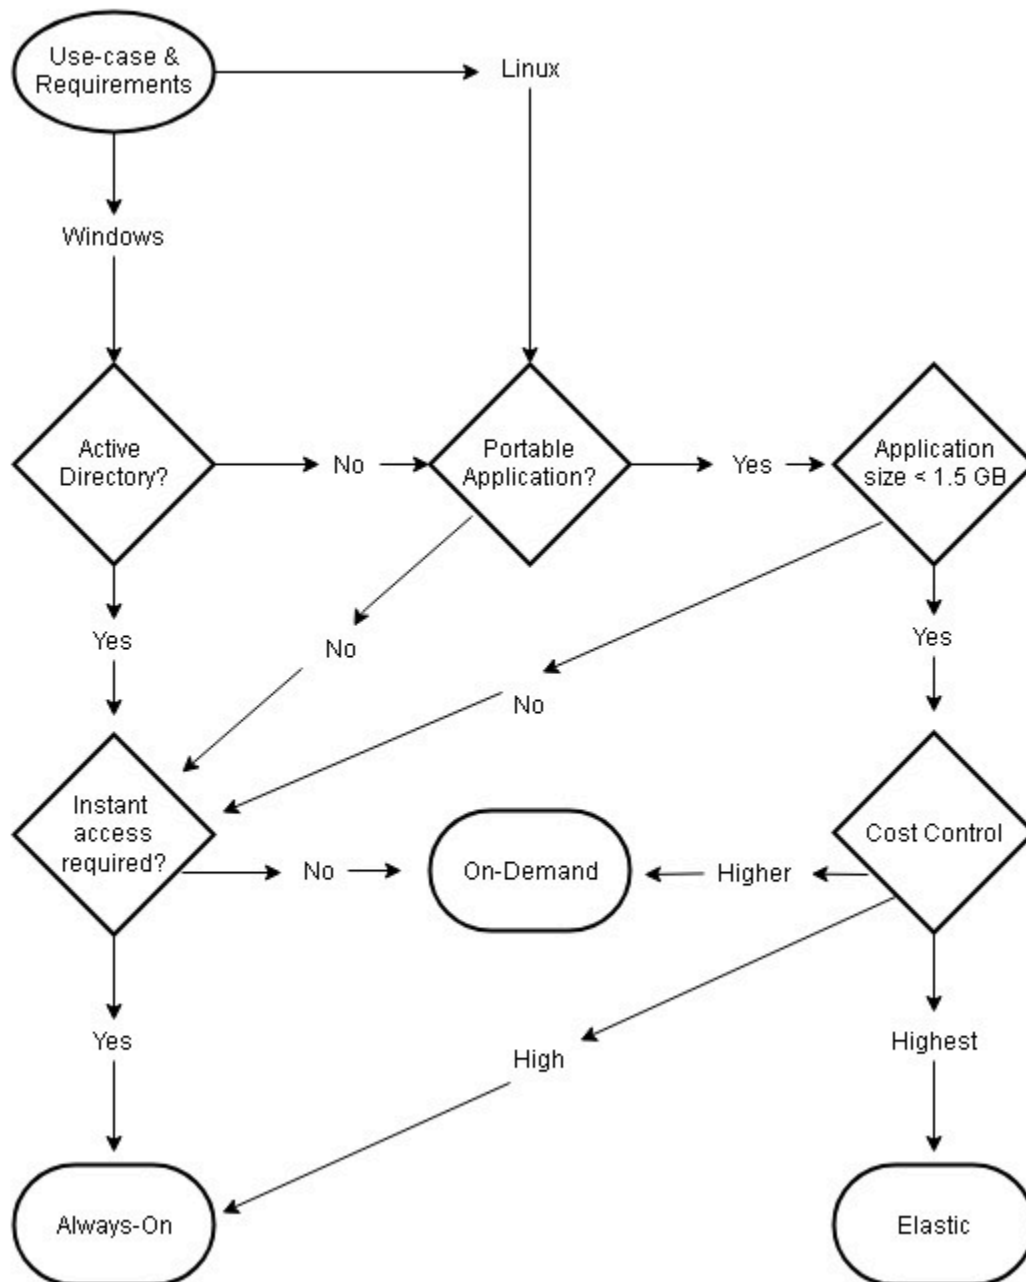 Use-case &
Requirements
Linux
Windows
Active
Directory?
No
Portable
Application?
Yes
Application
size < 1.5 GB
Yes
No
No
Yes
Instant
access
required?
No
On-Demand
Higher
Cost Control
Yes
High
Highest
Always-On
Elastic